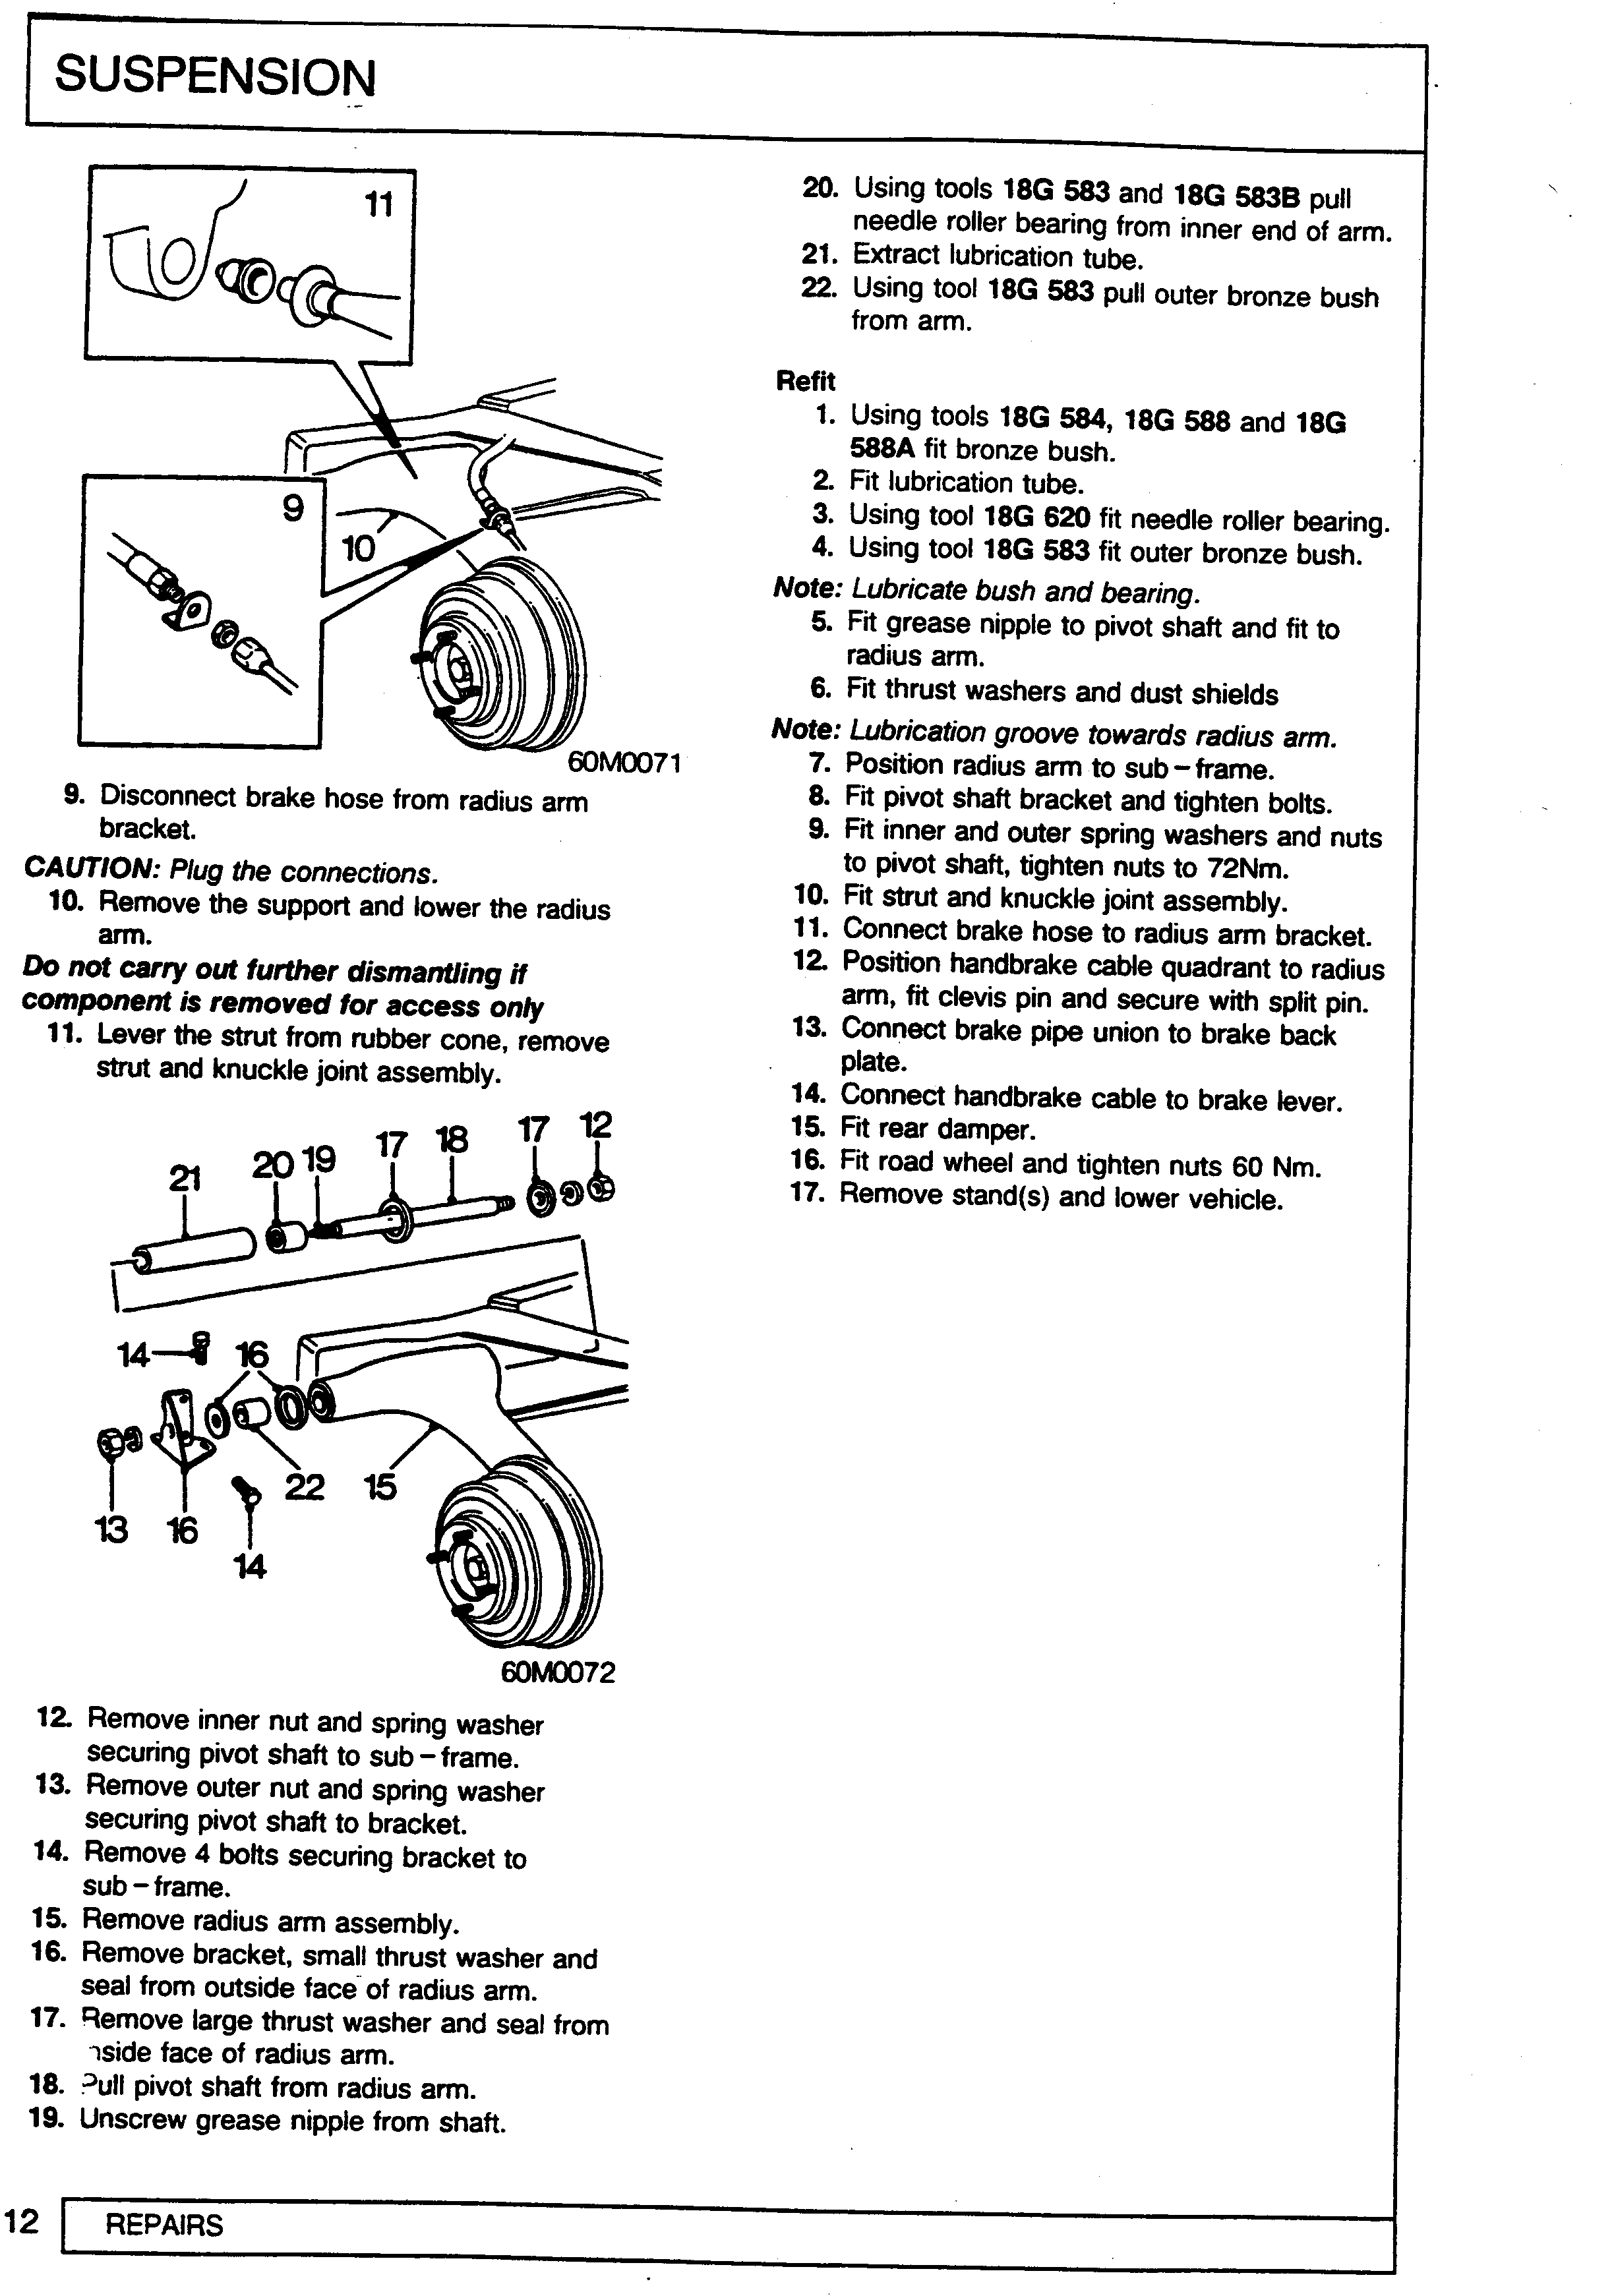 SUSPENSION
11
9
10
60M0071
9. Disconnect brake hose from radius arm
bracket.
CAUTION: Plug the connections.
10. Remove the support and lower the radius
arm.
Do not carry out further dismantling if
component is removed for access only
11. Lever the strut from rubber cone, remove
strut and knuckle joint assembly.
21 20 19 17 18 17 12
14 16
13 16 14 22 15
60M0072
12. Remove inner nut and spring washer
securing pivot shaft to sub – frame.
13. Remove outer nut and spring washer
securing pivot shaft to bracket.
14. Remove 4 bolts securing bracket to
sub – frame.
15. Remove radius arm assembly.
16. Remove bracket, small thrust washer and
seal from outside face of radius arm.
17. Remove large thrust washer and seal from
face of radius arm.
18. Pull pivot shaft from radius arm.
19. Unscrew grease nipple from shaft.
20. Using tools 18G 583 and 18G 583B pull
needle roller bearing from inner end of arm.
21. Extract lubrication tube.
22. Using tool 18G 583 pull outer bronze bush
from arm.
Refit
1. Using tools 18G 584, 18G 588 and 18G
588A fit bronze bush.
2. Fit lubrication tube.
3. Using tool 18G 620 fit needle roller bearing.
4. Using tool 18G 583 fit outer bronze bush.
Note: Lubricate bush and bearing.
5. Fit grease nipple to pivot shaft and fit to
radius arm.
6. Fit thrust washers and dust shields
Note: Lubrication groove towards radius arm.
7. Position radius arm to sub – frame.
8. Fit pivot shaft bracket and tighten bolts.
9. Fit inner and outer spring washers and nuts
to pivot shaft, tighten nuts to 72Nm.
10. Fit strut and knuckle joint assembly.
11. Connect brake hose to radius arm bracket.
12. Position handbrake cable quadrant to radius
arm, fit clevis pin and secure with split pin.
13. Connect brake pipe union to brake back
plate.
14. Connect handbrake cable to brake lever.
15. Fit rear damper.
16. Fit road wheel and tighten nuts 60 Nm.
17. Remove stand(s) and lower vehicle.
12 REPAIRS